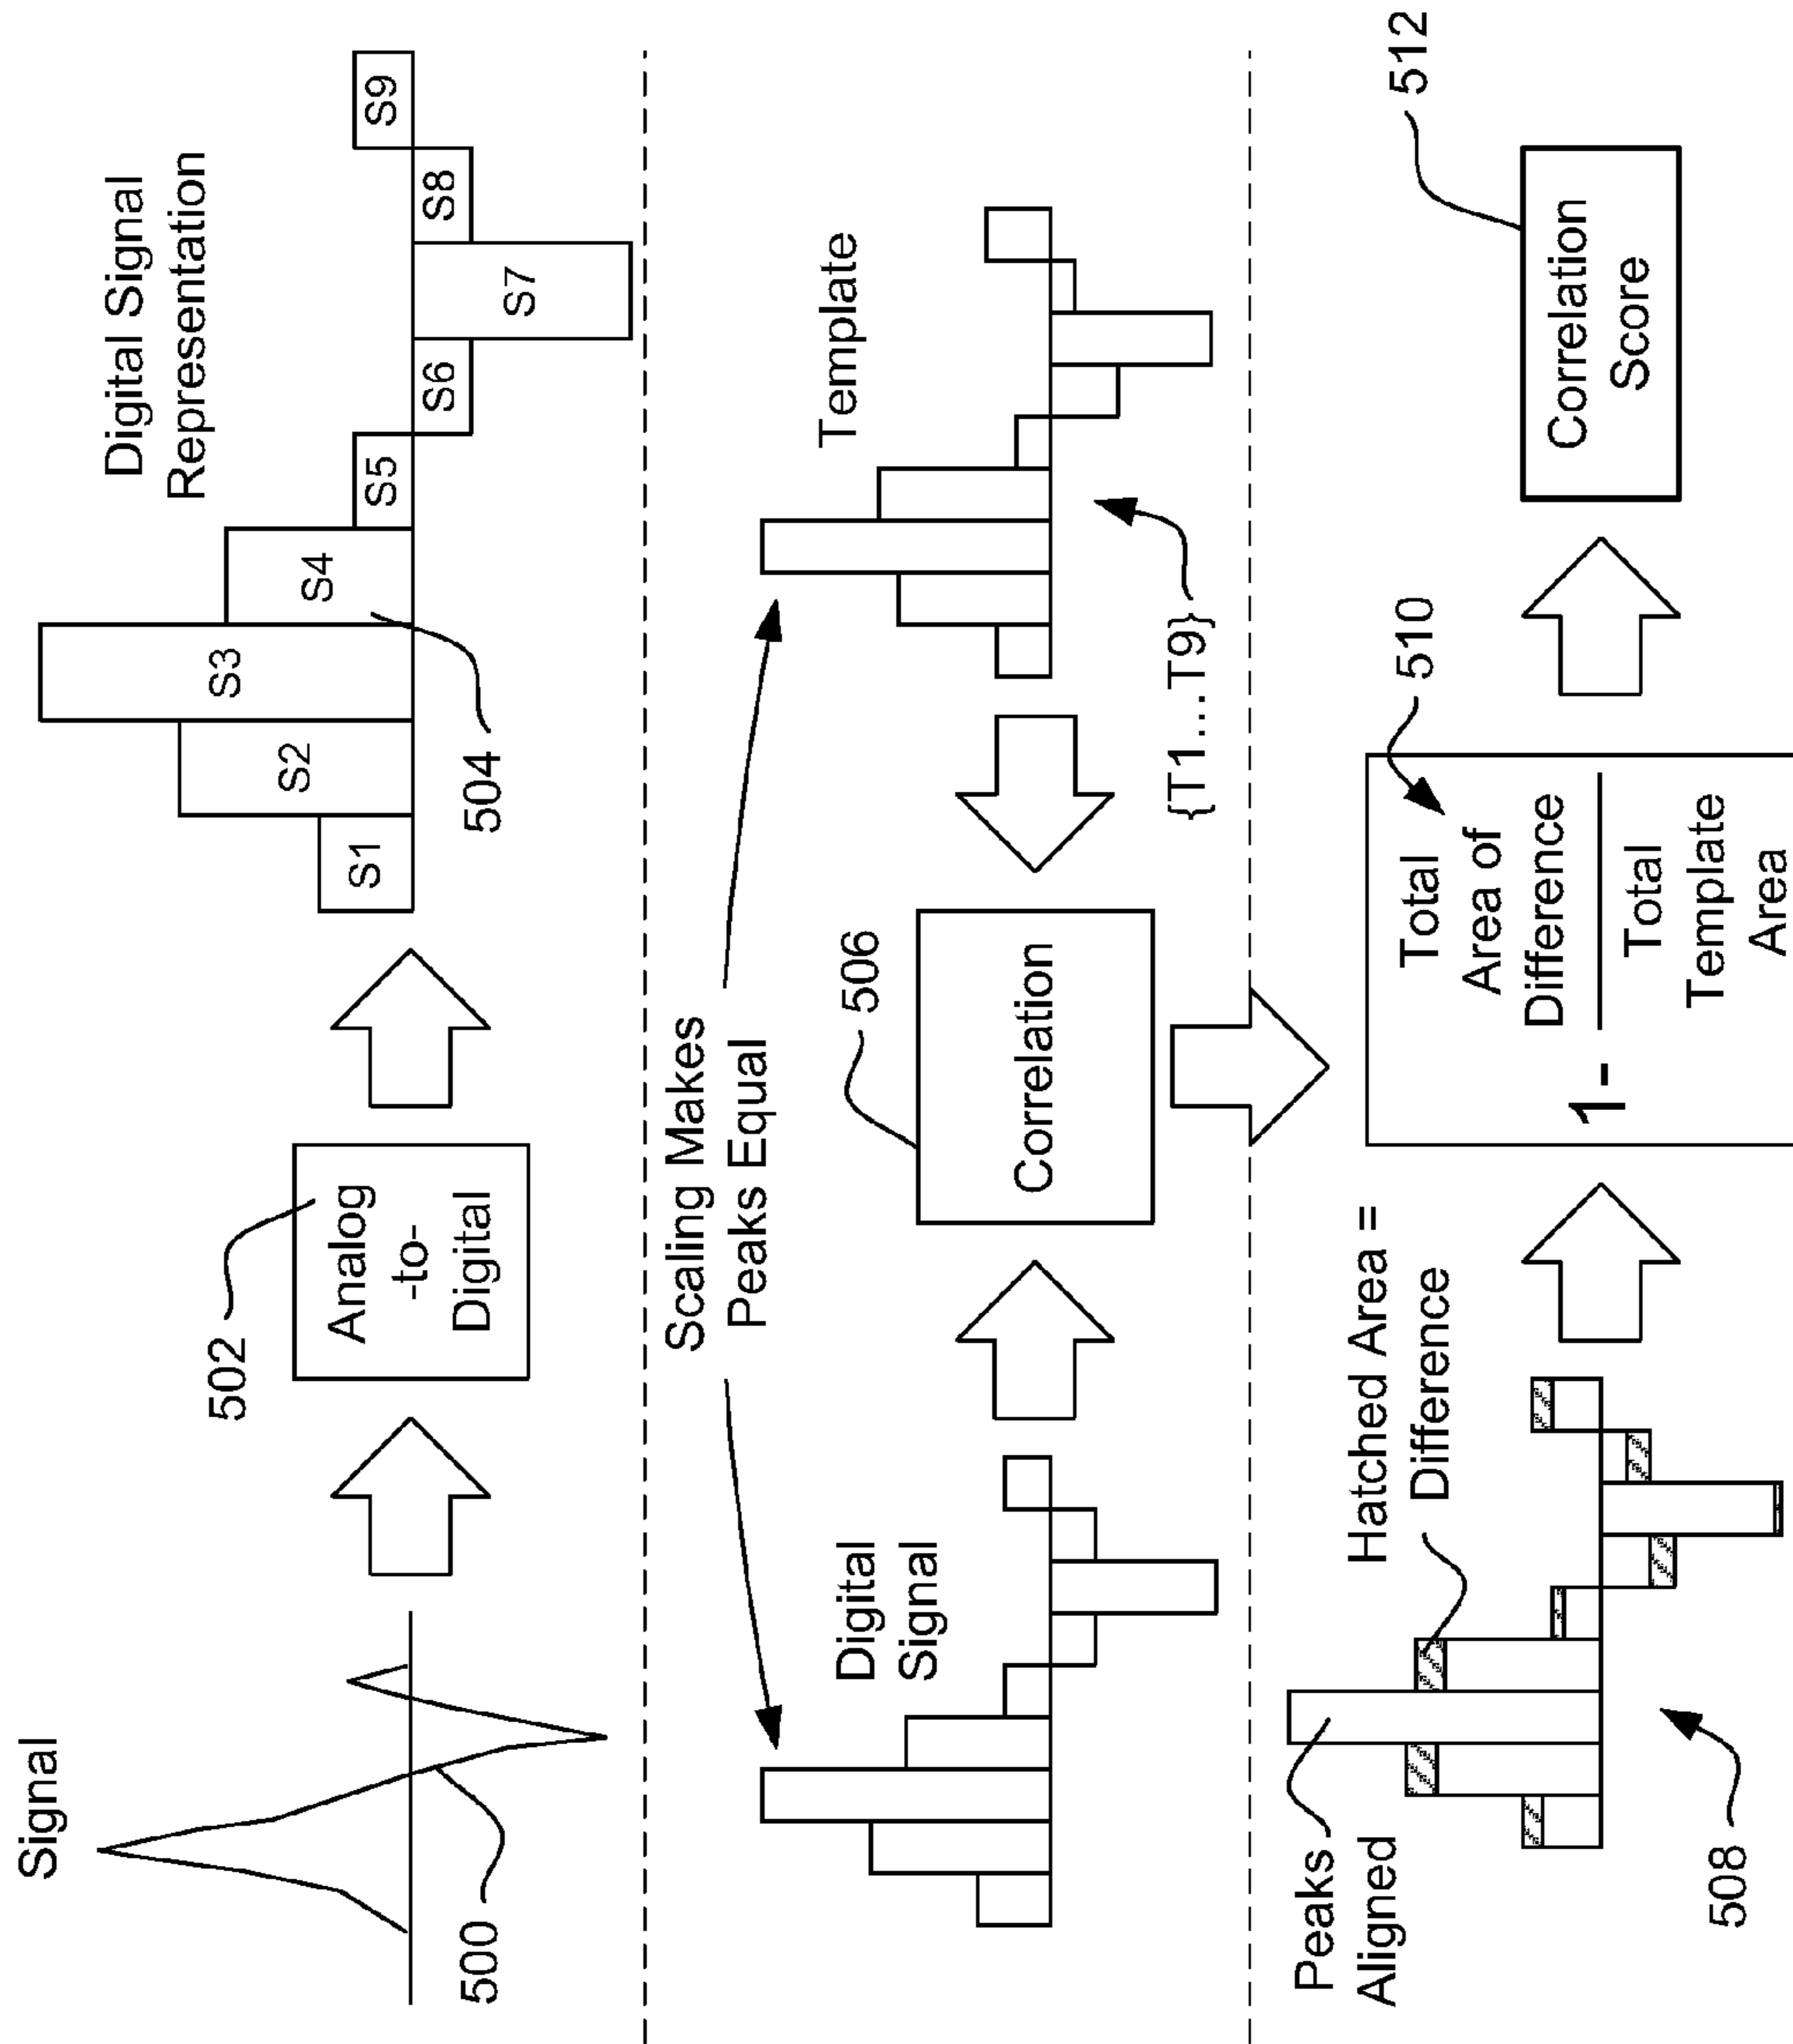 Signal
500
502
Analog
-to-
Digital
Digital Signal
Representation
S1
S2
S3
S4
S5
S6
S7
S8
S9
504
Scaling Makes
Peaks Equal
Digital
Signal
506
Correlation
Template
{T1...T9}
Peaks
Aligned
508
Hatched Area =
Difference
510
1-
Total
Area of
Difference
Total
Template
Area
Correlation
Score
512